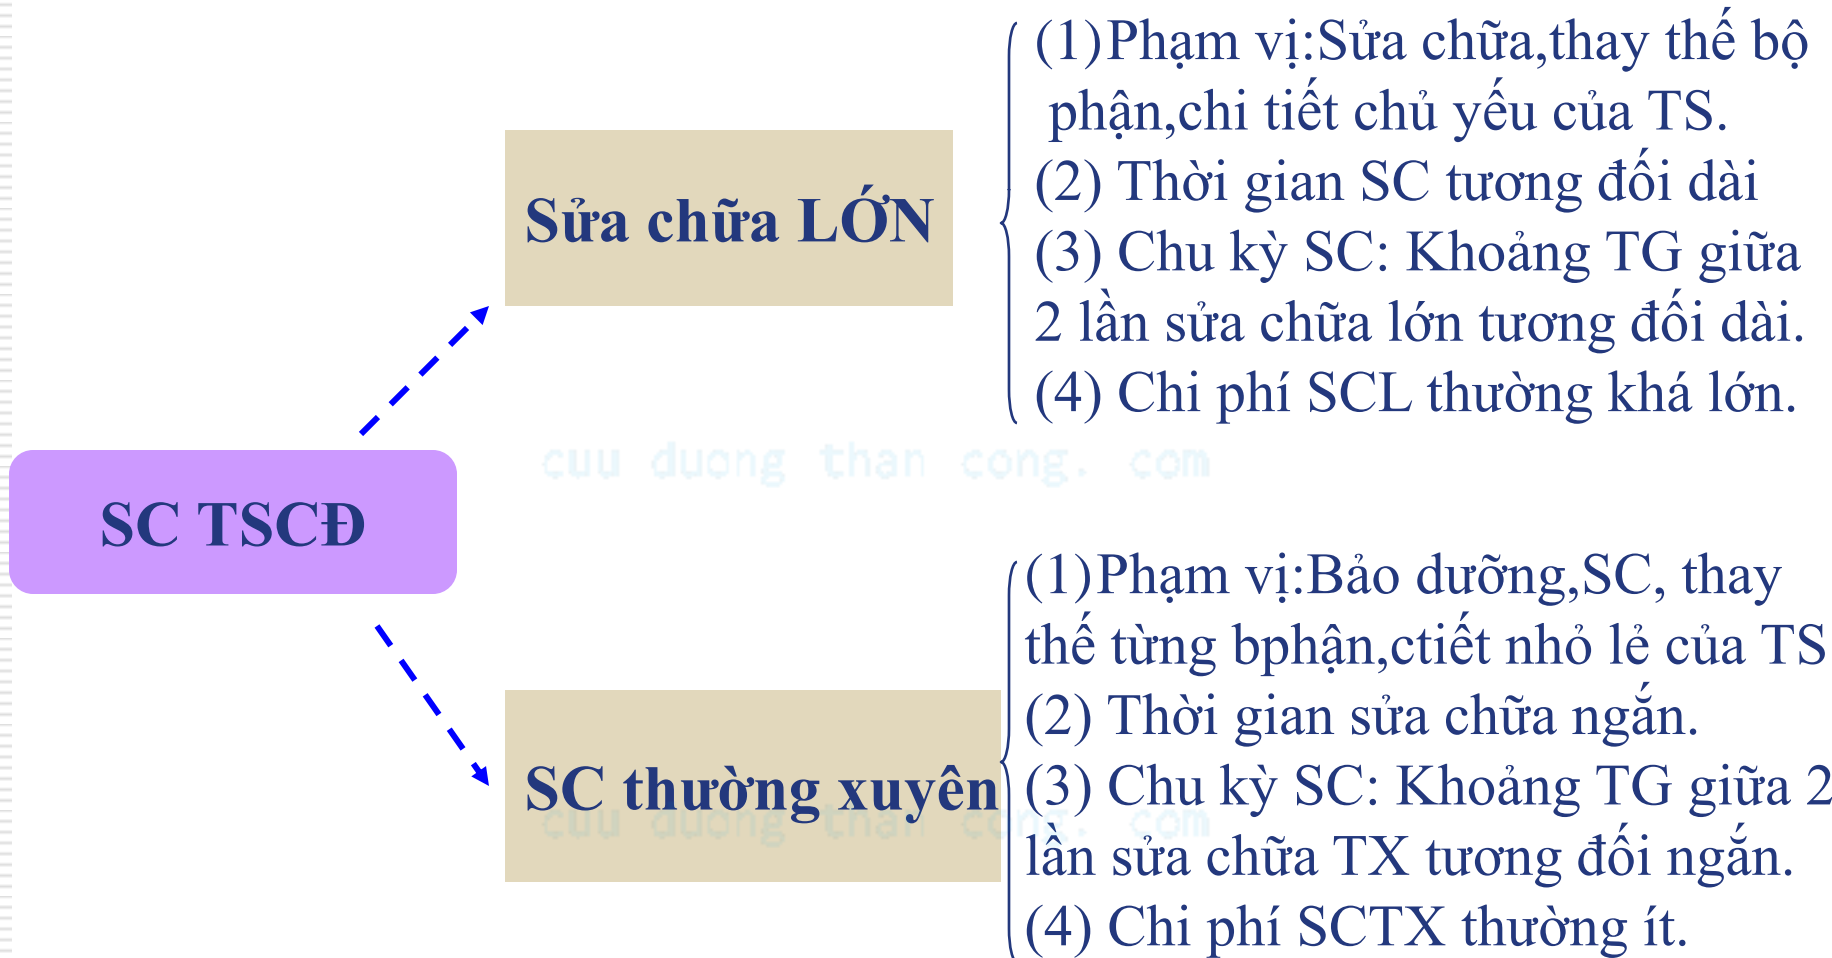 SC TSCĐ
Sửa chữa LỚN
(1)Phạm vị:Sửa chữa,thay thế bộ
phận,chi tiết chủ yếu của TS.
(2) Thời gian SC tương đối dài
(3) Chu kỳ SC: Khoảng TG giữa
2 lần sửa chữa lớn tương đối dài.
(4) Chi phí SCL thường khá lớn.
cuu duong than cong. com
SC thường xuyên
(1)Phạm vị:Bảo dưỡng,SC, thay
thế từng bphận,ctiết nhỏ lẻ của TS
(2) Thời gian sửa chữa ngắn.
(3) Chu kỳ SC: Khoảng TG giữa 2
lần sửa chữa TX tương đối ngắn.
(4) Chi phí SCTX thường ít.
cuu duong than cong. com